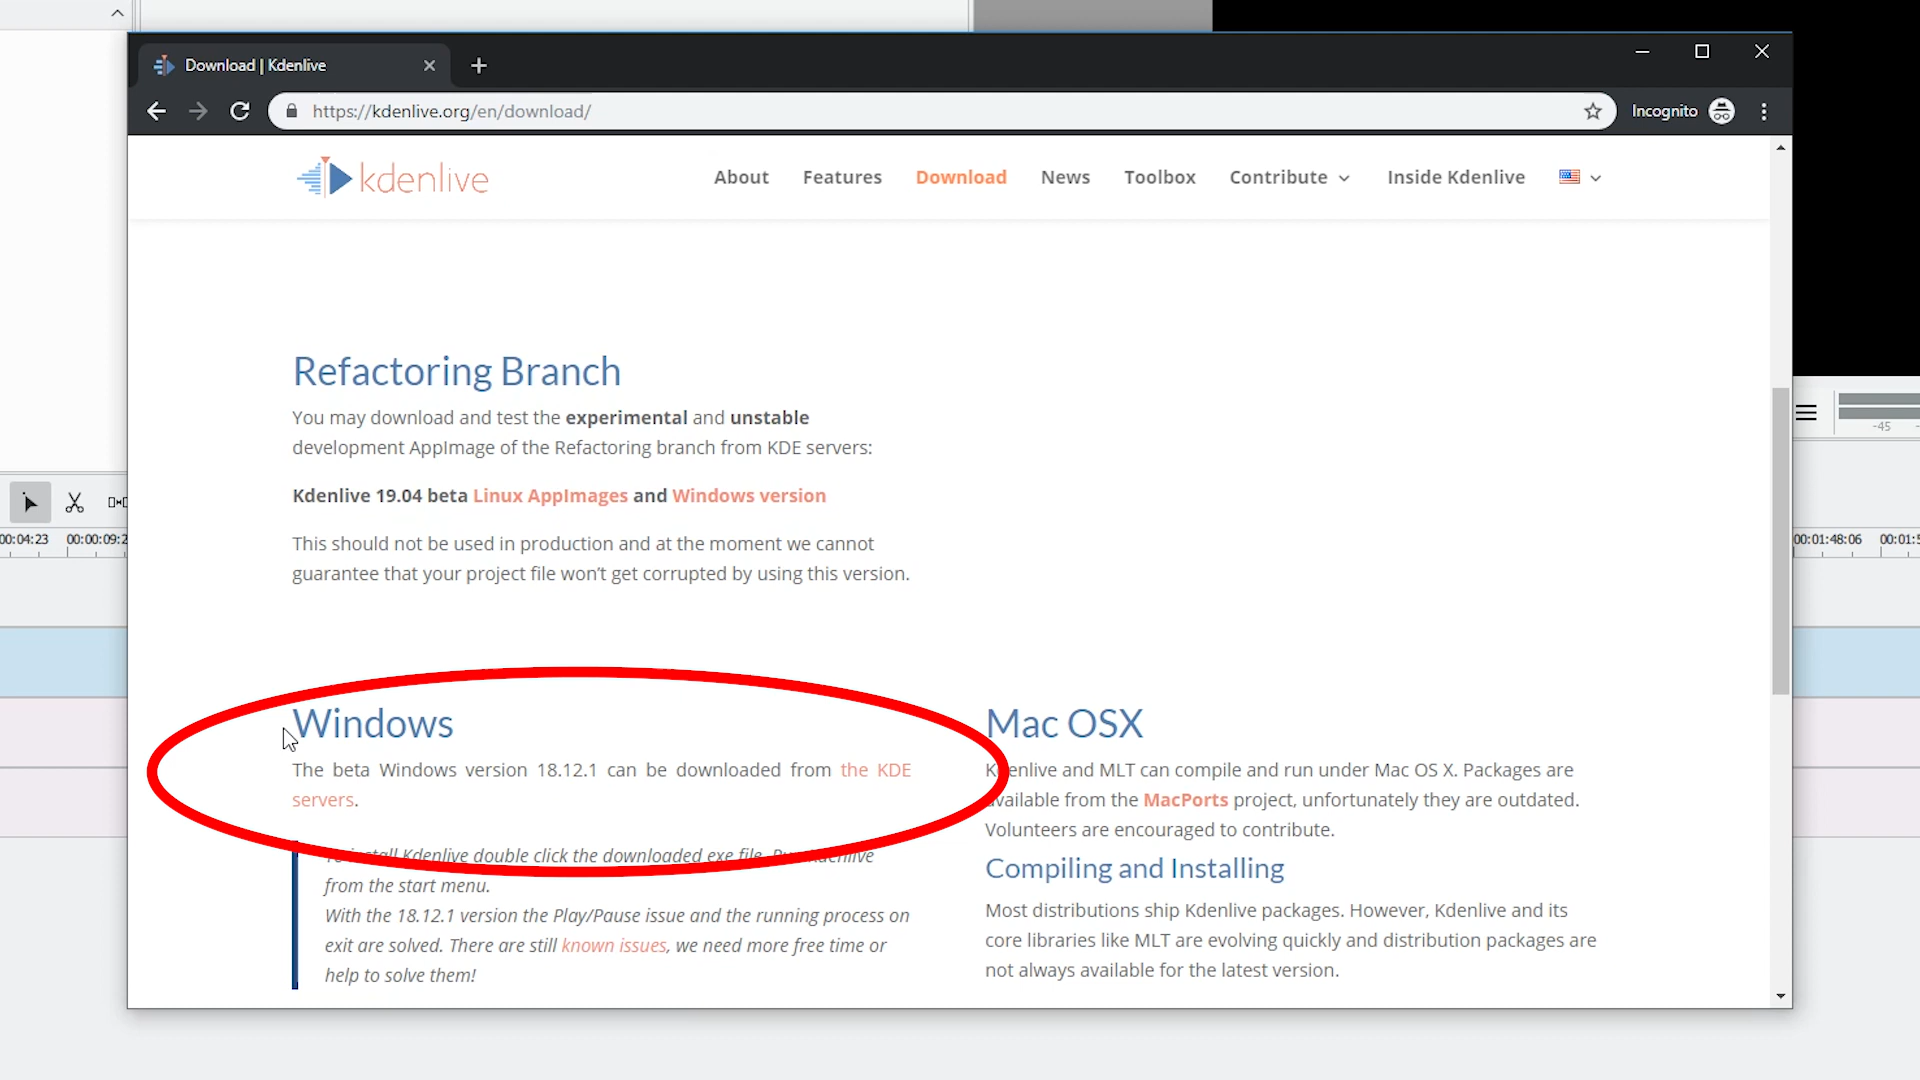 Download | Kdenlive
https://kdenlive.org/en/download/
Incognito
kdenlive
About
Features
Download
News
Toolbox
Contribute
Inside Kdenlive
Refactoring Branch
You may download and test the experimental and unstable
development AppImage of the Refactoring branch from KDE servers:
Kdenlive 19.04 beta Linux AppImages and Windows version
This should not be used in production and at the moment we cannot
guarantee that your project file won't get corrupted by using this version.
-45
00:04:23
00:00:09:2
00:01:48:06
00:01:5
Windows
The beta Windows version 18.12.1 can be downloaded from the KDE
servers.
To install Kdenlive double click the downloaded exe file. Run Kdenlive
from the start menu.
With the 18.12.1 version the Play/Pause issue and the running process on
exit are solved. There are still known issues, we need more free time or
help to solve them!
Mac OSX
Kdenlive and MLT can compile and run under Mac OS X. Packages are
available from the MacPorts project, unfortunately they are outdated.
Volunteers are encouraged to contribute.
Compiling and Installing
Most distributions ship Kdenlive packages. However, Kdenlive and its
core libraries like MLT are evolving quickly and distribution packages are
not always available for the latest version.